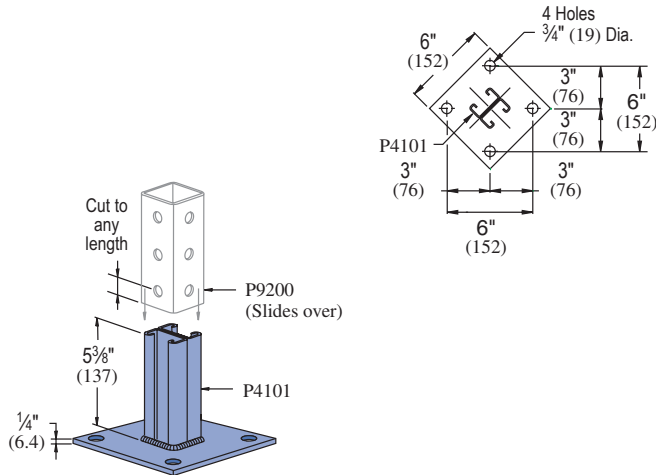 4 Holes
¾" (19) Dia.
6"
(152)
3"
(76)
6"
(152)
3"
(76)
P4101
3"
(76)
3"
(76)
6"
(152)
Cut to
any
length
P9200
(Slides over)
5⅜"
(137)
P4101
¼"
(6.4)